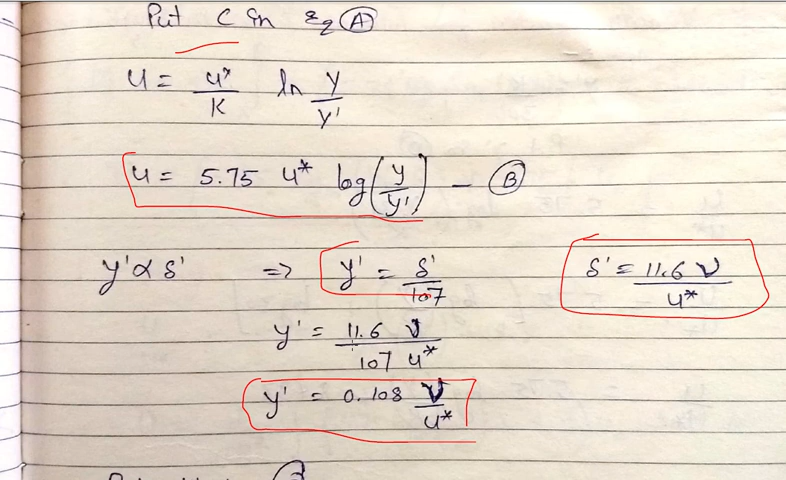 Put C in Eq (A)
u = u*/K ln y/y'
u = 5.75 u* log(y/y') - (B)
y' ∝ δ' => y' = δ'/107 δ' = 11.6 ν/u*
y' = 11.6 ν/107 u*
y' = 0.108 ν/u*